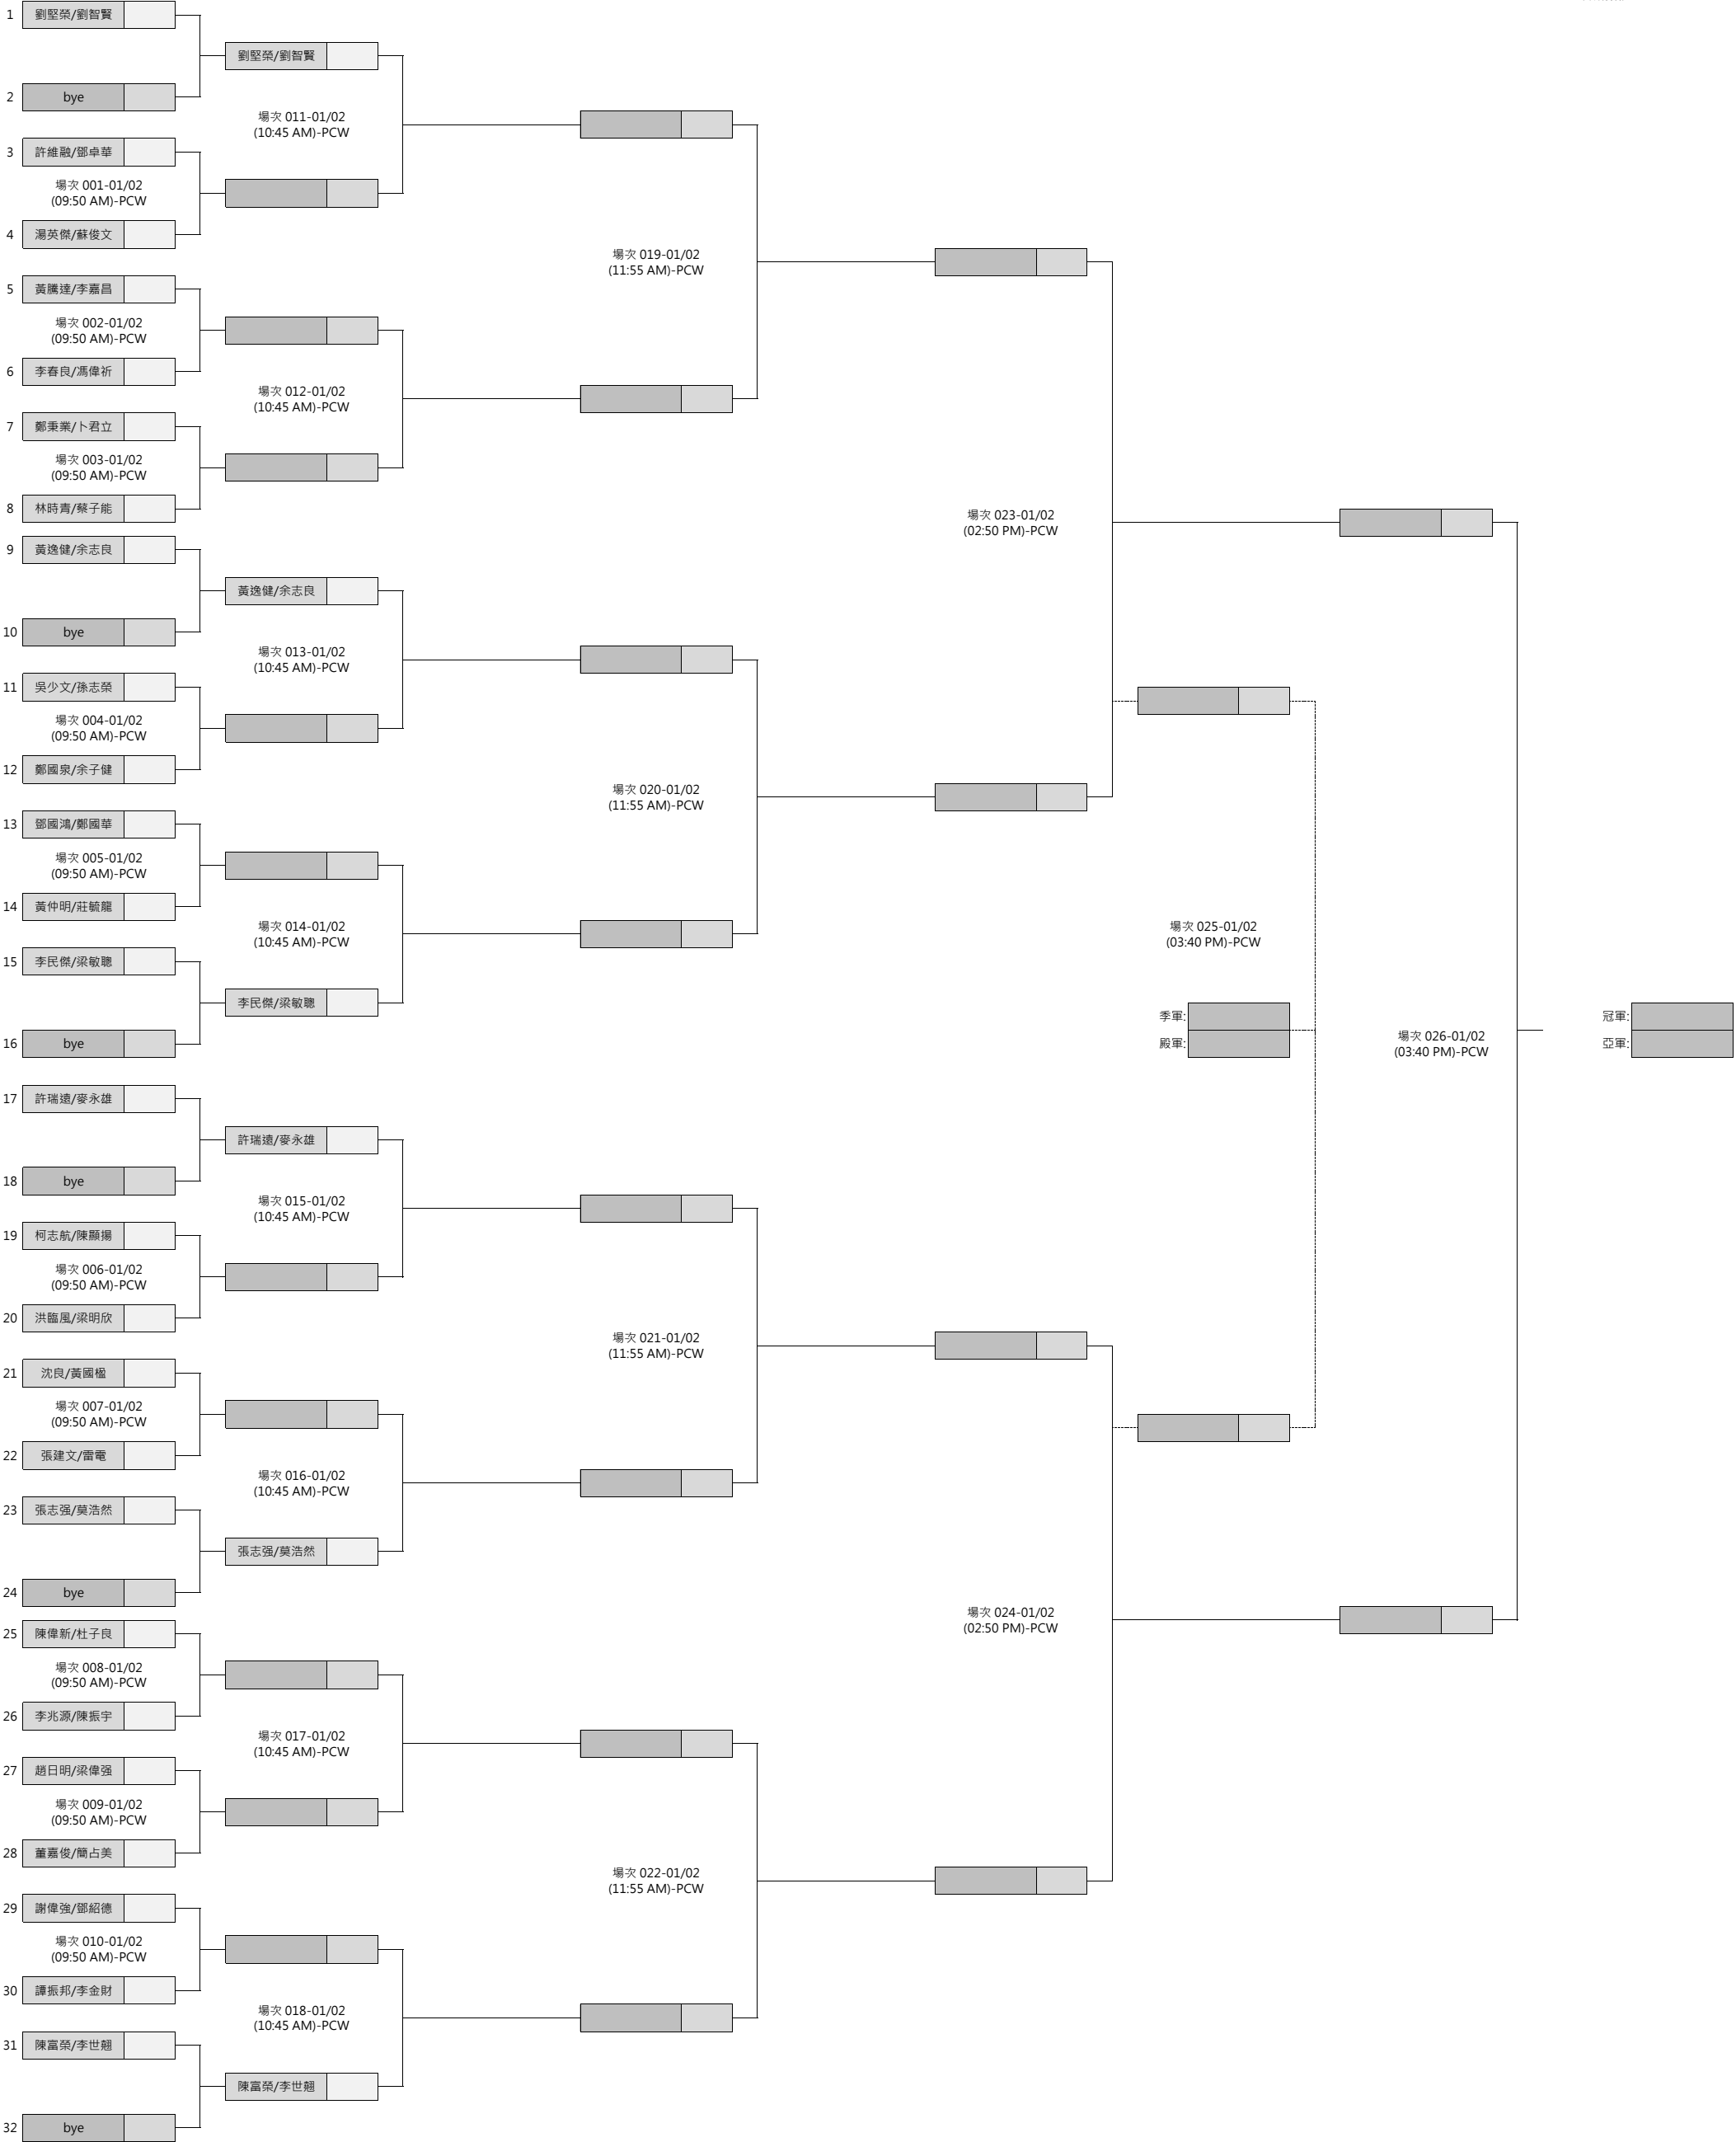 1 劉堅榮/劉智賢
劉堅榮/劉智賢
2 bye
場次 011-01/02
(10:45 AM)-PCW
3 許維融/鄧卓華
場次 001-01/02
(09:50 AM)-PCW
4 湯英傑/蘇俊文
場次 019-01/02
(11:55 AM)-PCW
5 黃騰達/李嘉昌
場次 002-01/02
(09:50 AM)-PCW
6 李春良/馮偉祈
場次 012-01/02
(10:45 AM)-PCW
7 鄭秉業/卜君立
場次 003-01/02
(09:50 AM)-PCW
8 林時青/蔡子能
場次 023-01/02
(02:50 PM)-PCW
9 黃逸健/余志良
黃逸健/余志良
10 bye
場次 013-01/02
(10:45 AM)-PCW
11 吳少文/孫志榮
場次 004-01/02
(09:50 AM)-PCW
12 鄭國泉/余子健
場次 020-01/02
(11:55 AM)-PCW
13 鄧國鴻/鄭國華
場次 005-01/02
(09:50 AM)-PCW
14 黃仲明/莊毓龍
場次 014-01/02
(10:45 AM)-PCW
場次 025-01/02
(03:40 PM)-PCW
15 李民傑/梁敏聰
李民傑/梁敏聰
季軍:
冠軍:
16 bye
殿軍:
場次 026-01/02
(03:40 PM)-PCW
亞軍:
17 許瑞遠/麥永雄
許瑞遠/麥永雄
18 bye
場次 015-01/02
(10:45 AM)-PCW
19 柯志航/陳顯揚
場次 006-01/02
(09:50 AM)-PCW
20 洪臨風/梁明欣
場次 021-01/02
(11:55 AM)-PCW
21 沈良/黃國楹
場次 007-01/02
(09:50 AM)-PCW
22 張建文/雷電
場次 016-01/02
(10:45 AM)-PCW
23 張志强/莫浩然
張志强/莫浩然
24 bye
場次 024-01/02
(02:50 PM)-PCW
25 陳偉新/杜子良
場次 008-01/02
(09:50 AM)-PCW
26 李兆源/陳振宇
場次 017-01/02
(10:45 AM)-PCW
27 趙日明/梁偉强
場次 009-01/02
(09:50 AM)-PCW
28 董嘉俊/簡占美
場次 022-01/02
(11:55 AM)-PCW
29 謝偉強/鄧紹德
場次 010-01/02
(09:50 AM)-PCW
30 譚振邦/李金財
場次 018-01/02
(10:45 AM)-PCW
31 陳富榮/李世翹
陳富榮/李世翹
32 bye